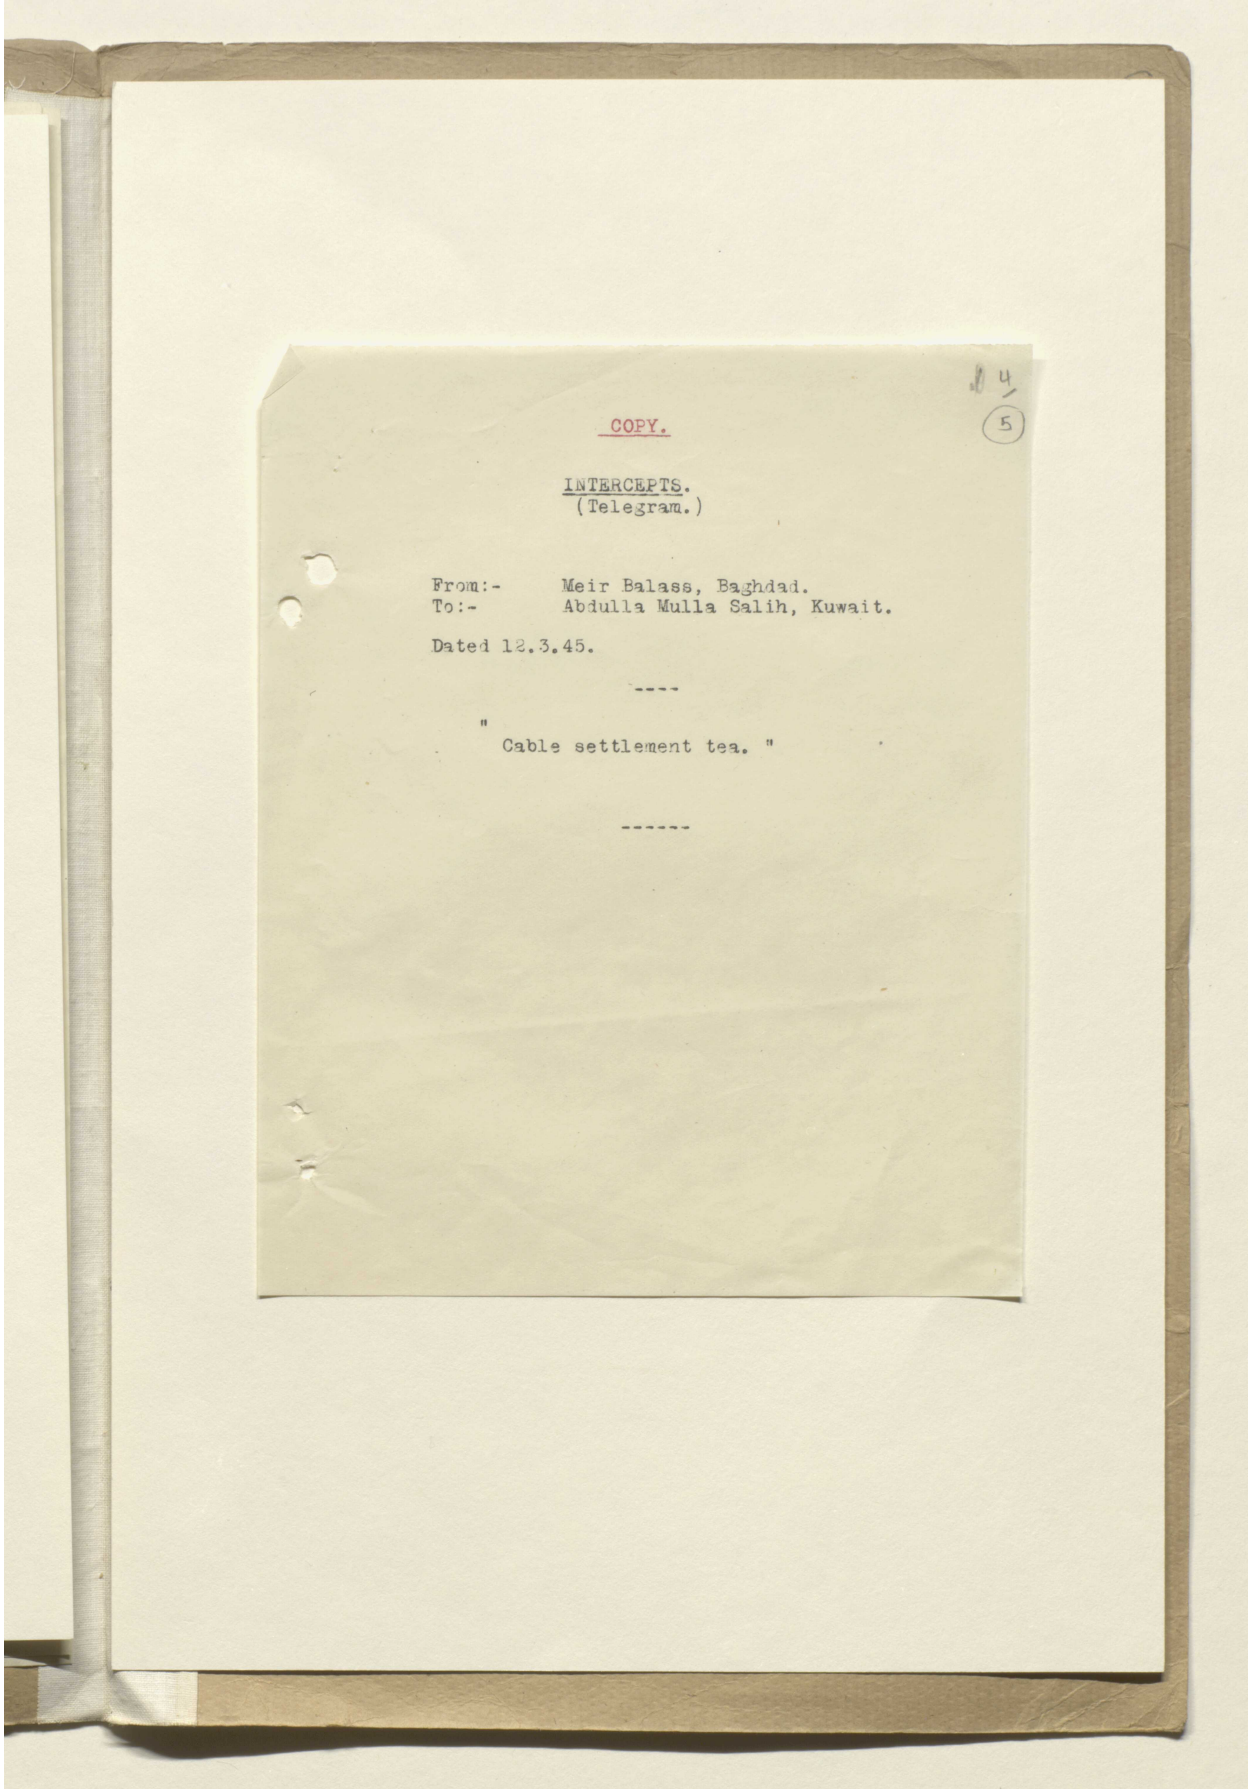 4
5
COPY.
INTERCEPTS.
(Telegram.)
From:- Meir Balass, Baghdad.
To:- Abdulla Mulla Salih, Kuwait.
Dated 12.3.45.
----
"
Cable settlement tea. "
------